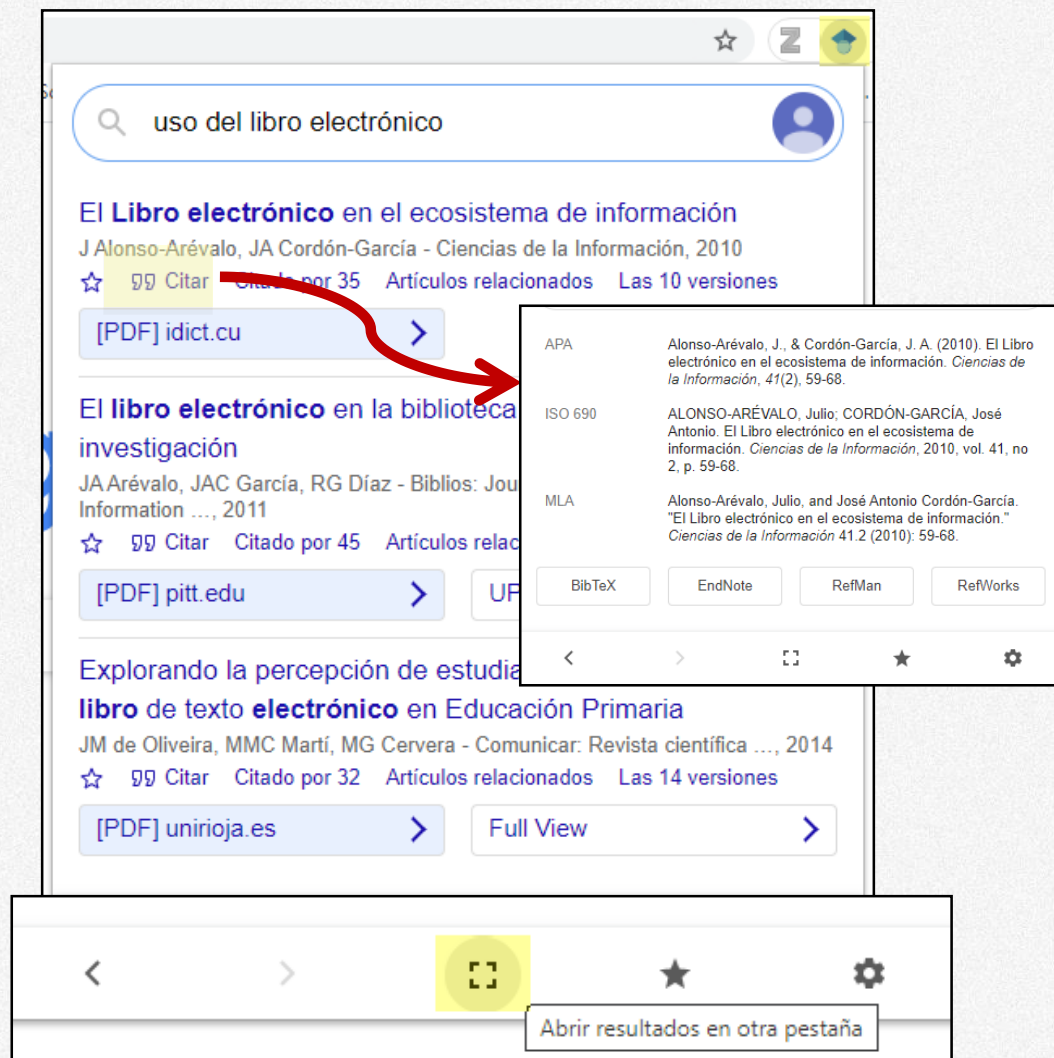 Z
uso del libro electrónico
El Libro electrónico en el ecosistema de información
J Alonso-Arévalo, JA Cordón-García - Ciencias de la Información, 2010
Citar Citado por 35 Artículos relacionados Las 10 versiones
[PDF] idict.cu
El libro electrónico en la biblioteca
investigación
JA Arévalo, JAC García, RG Díaz - Biblios: Jou
Information ..., 2011
Citar Citado por 45 Artículos relac
[PDF] pitt.edu
Explorando la percepción de estudia
libro de texto electrónico en Educación Primaria
JM de Oliveira, MMC Martí, MG Cervera - Comunicar: Revista científica ..., 2014
Citar Citado por 32 Artículos relacionados Las 14 versiones
[PDF] unirioja.es
Full View
APA
Alonso-Arévalo, J., & Cordón-García, J. A. (2010). El Libro
electrónico en el ecosistema de información. Ciencias de
la Información, 41(2), 59-68.
ISO 690
ALONSO-ARÉVALO, Julio; CORDÓN-GARCÍA, José
Antonio. El Libro electrónico en el ecosistema de
información. Ciencias de la Información, 2010, vol. 41, no
2, p. 59-68.
MLA
Alonso-Arévalo, Julio, and José Antonio Cordón-García.
"El Libro electrónico en el ecosistema de información."
Ciencias de la Información 41.2 (2010): 59-68.
BibTeX
EndNote
RefMan
RefWorks
Abrir resultados en otra pestaña